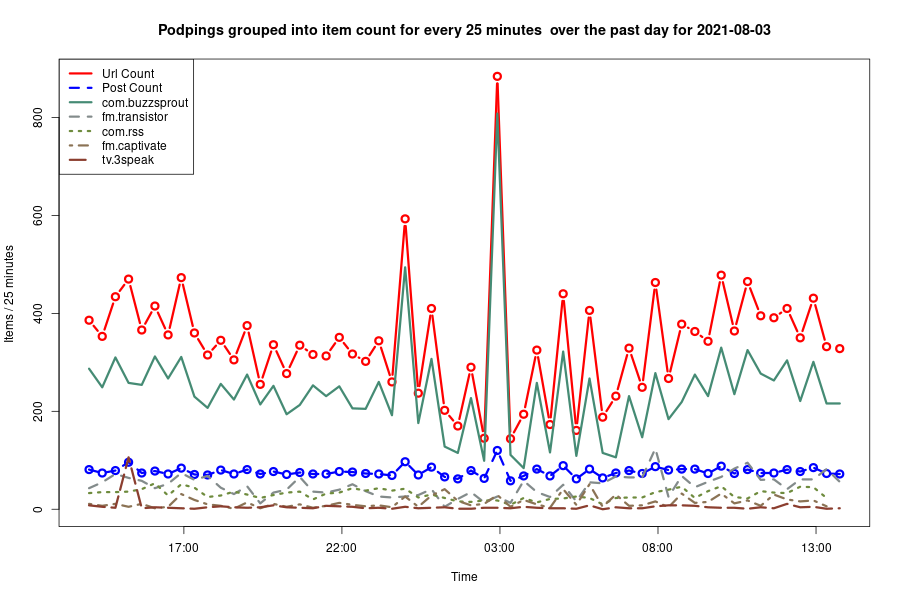 Podpings grouped into item count for every 25 minutes  over the past day for 2021-08-03
Url Count
Post Count
com.buzzsprout
fm.transistor
com.rss
fm.captivate
tv.3speak
Items / 25 minutes
800
600
400
200
0
17:00
22:00
03:00
08:00
13:00
Time